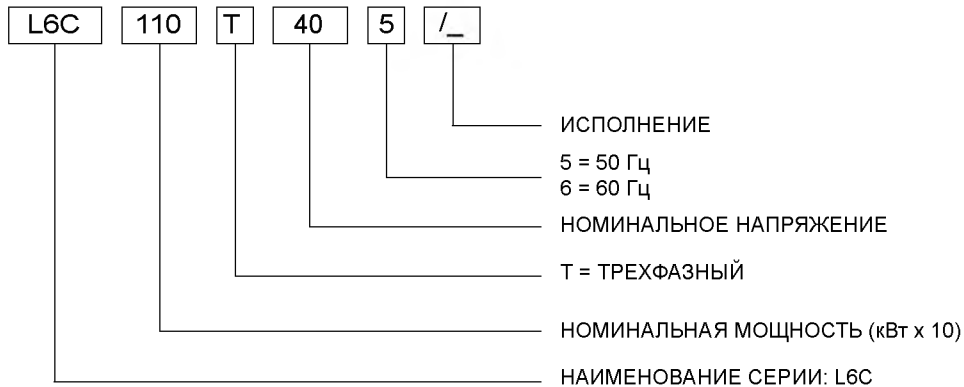 L6C 110 T 40 5 /_
ИСПОЛНЕНИЕ
5 = 50 Гц
6 = 60 Гц
НОМИНАЛЬНОЕ НАПРЯЖЕНИЕ
Т = ТРЕХФАЗНЫЙ
НОМИНАЛЬНАЯ МОЩНОСТЬ (кВт х 10)
НАИМЕНОВАНИЕ СЕРИИ: L6C